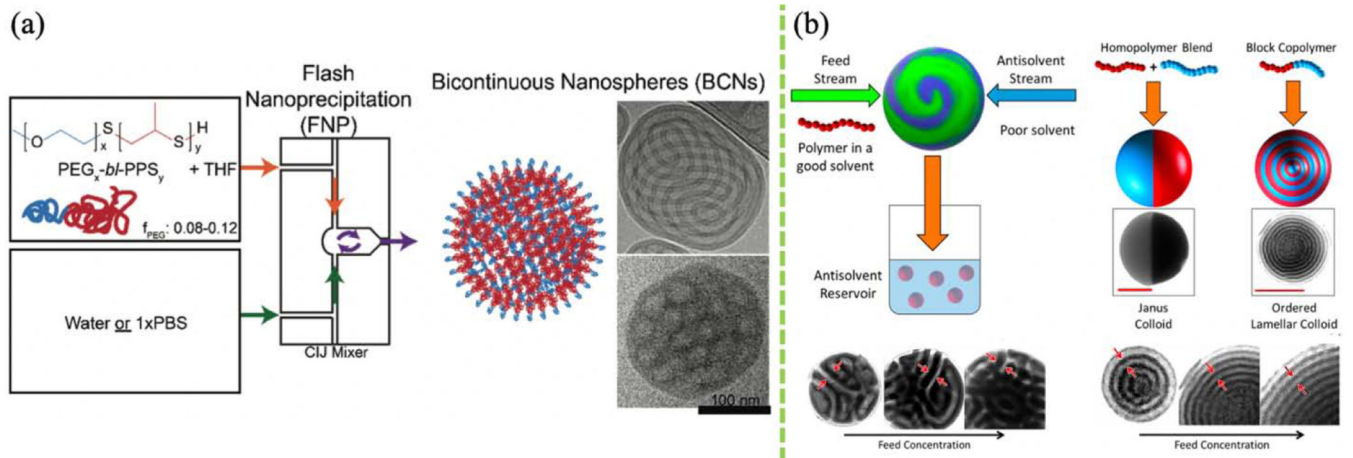 (a)
Flash
Nanoprecipitation
(FNP)
Bicontinuous Nanospheres (BCNs)
O
S
x
S
H
y
PEGx-bl-PPSy + THF
fPEG: 0.08-0.12
Water or 1xPBS
CIJ Mixer
100 nm
(b)
Feed
Stream
Antisolvent
Stream
Polymer in a
good solvent
Poor solvent
Antisolvent
Reservoir
Feed Concentration
Homopolymer Blend
+
Block Copolymer
Janus
Colloid
Ordered
Lamellar Colloid
Feed Concentration